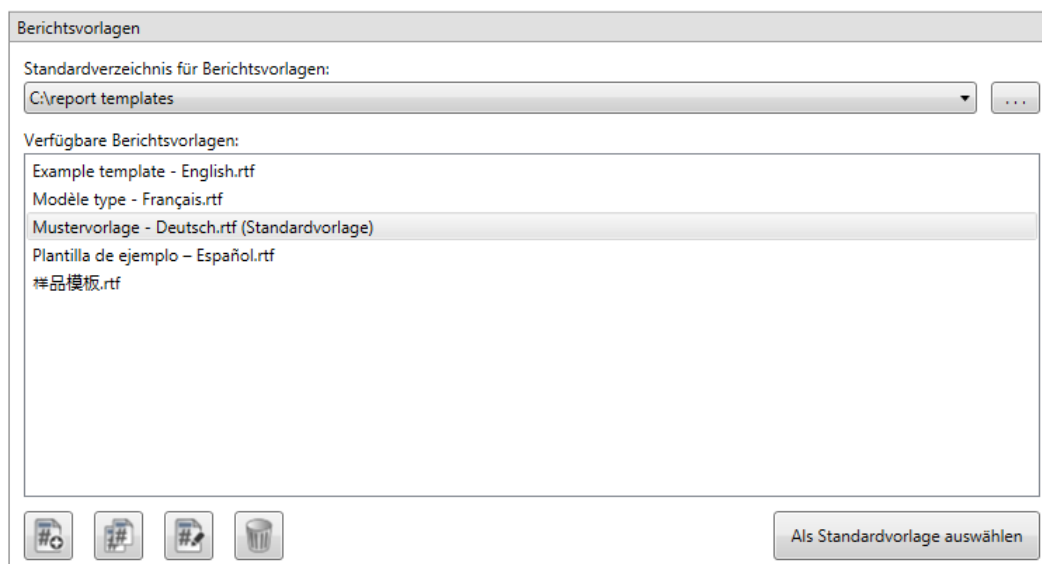 Berichtsvorlagen
Standardverzeichnis für Berichtsvorlagen:
C:\report templates
...
Verfügbare Berichtsvorlagen:
Example template - English.rtf
Modèle type - Français.rtf
Mustervorlage - Deutsch.rtf (Standardvorlage)
Plantilla de ejemplo – Español.rtf
样品模板.rtf
# # #
Als Standardvorlage auswählen